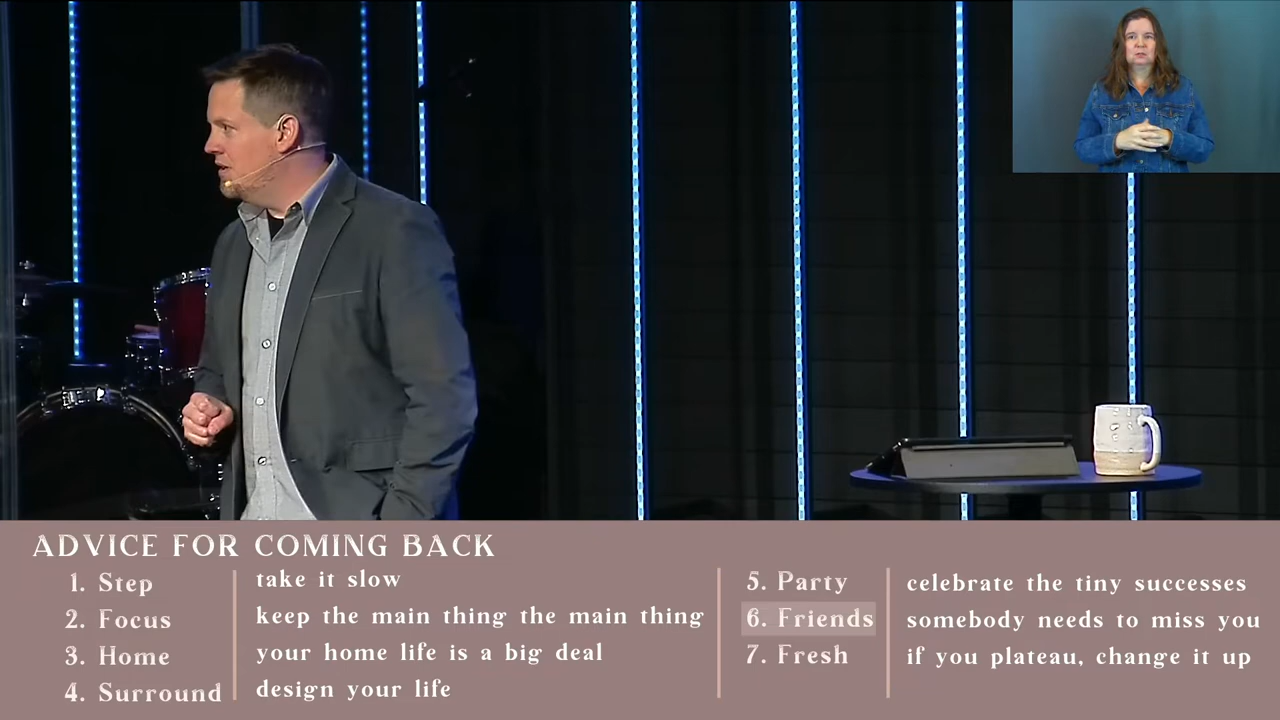 ADVICE FOR COMING BACK
1. Step take it slow
2. Focus keep the main thing the main thing
3. Home your home life is a big deal
4. Surround design your life
5. Party celebrate the tiny successes
6. Friends somebody needs to miss you
7. Fresh if you plateau, change it up